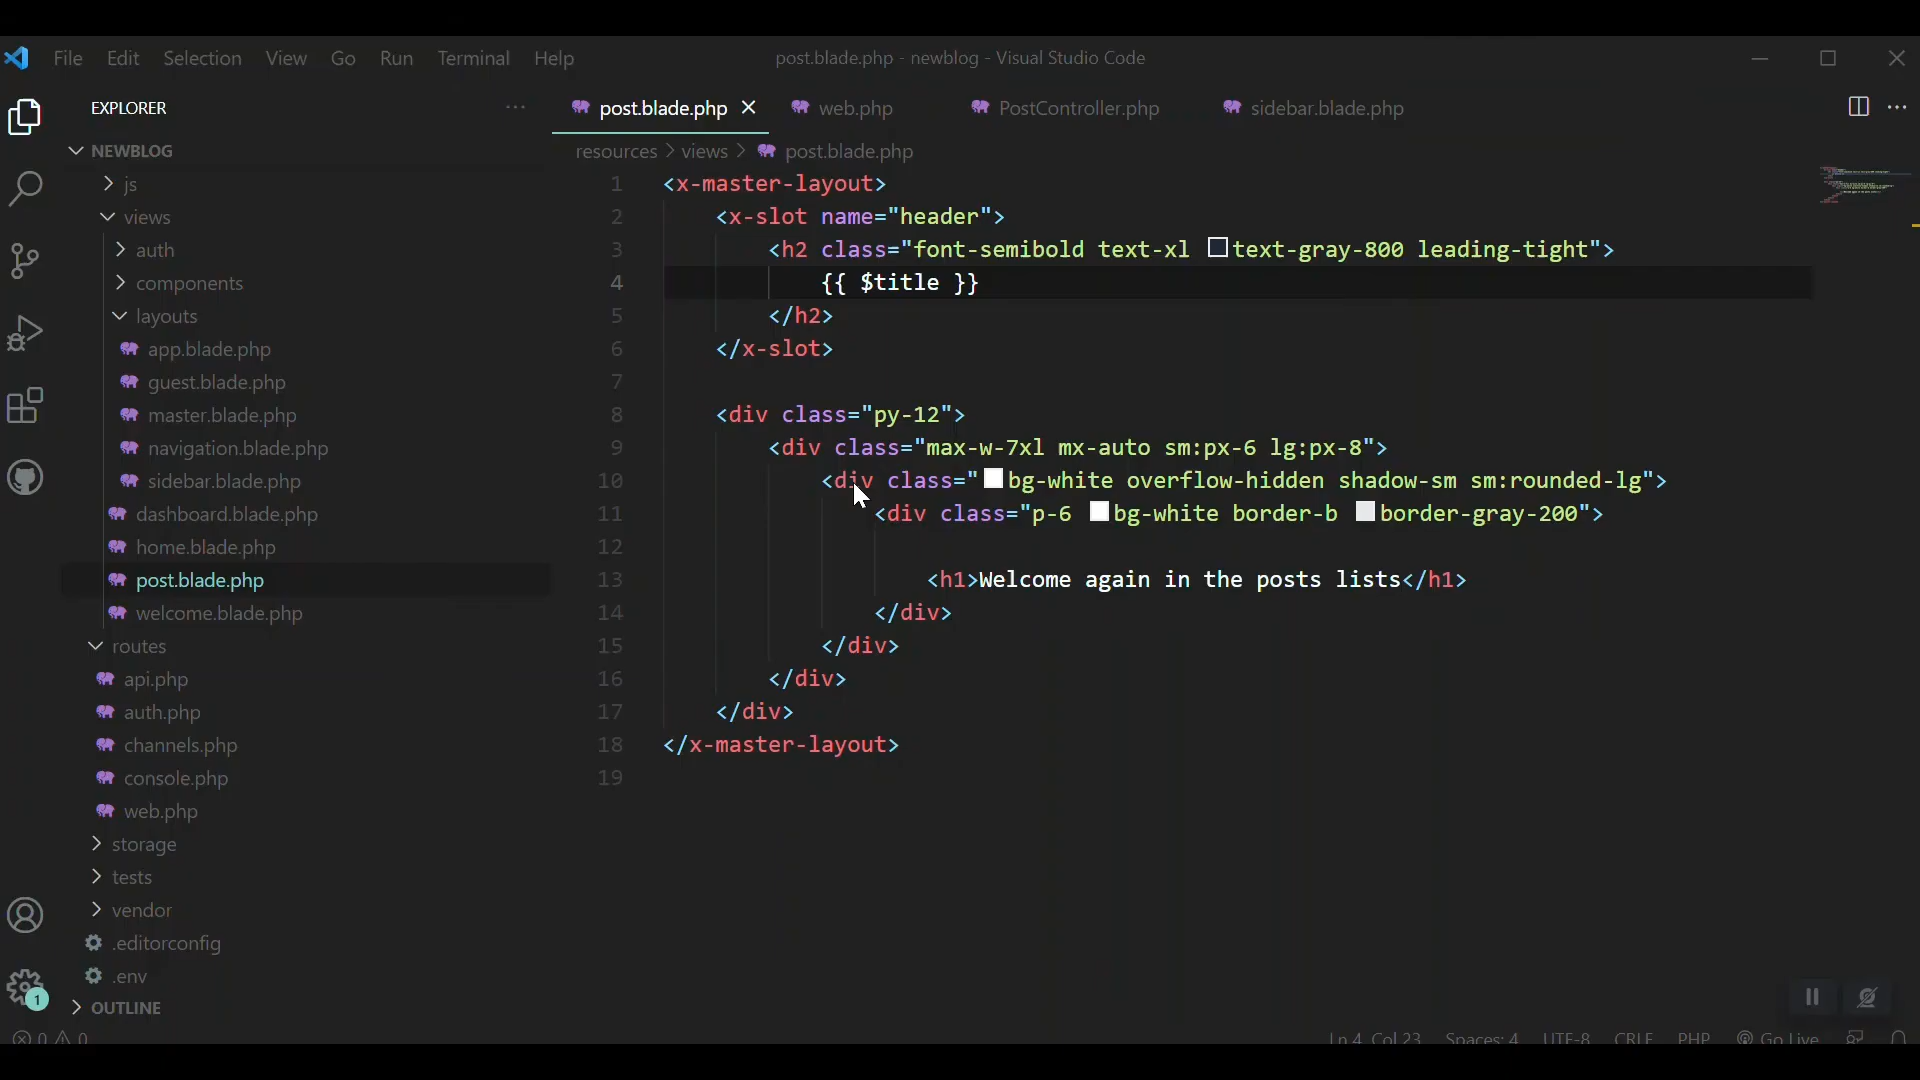 File Edit Selection View Go Run Terminal Help post.blade.php - newblog - Visual Studio Code
EXPLORER
post.blade.php web.php PostController.php sidebar.blade.php
NEWBLOG
resources > views > post.blade.php
js
views
auth
components
layouts
app.blade.php
guest.blade.php
master.blade.php
navigation.blade.php
sidebar.blade.php
dashboard.blade.php
home.blade.php
post.blade.php
welcome.blade.php
routes
api.php
auth.php
channels.php
console.php
web.php
storage
tests
vendor
.editorconfig
.env
OUTLINE
1 <x-master-layout>
2 <x-slot name="header">
3 <h2 class="font-semibold text-xl text-gray-800 leading-tight">
4 {{ $title }}
5 </h2>
6 </x-slot>
7
8 <div class="py-12">
9 <div class="max-w-7xl mx-auto sm:px-6 lg:px-8">
10 <div class="bg-white overflow-hidden shadow-sm sm:rounded-lg">
11 <div class="p-6 bg-white border-b border-gray-200">
12
13 <h1>Welcome again in the posts lists</h1>
14 </div>
15 </div>
16 </div>
17 </div>
18 </x-master-layout>
19
1
0 0 Ln 4, Col 23 Spaces: 4 UTF-8 CRLF PHP Go Live